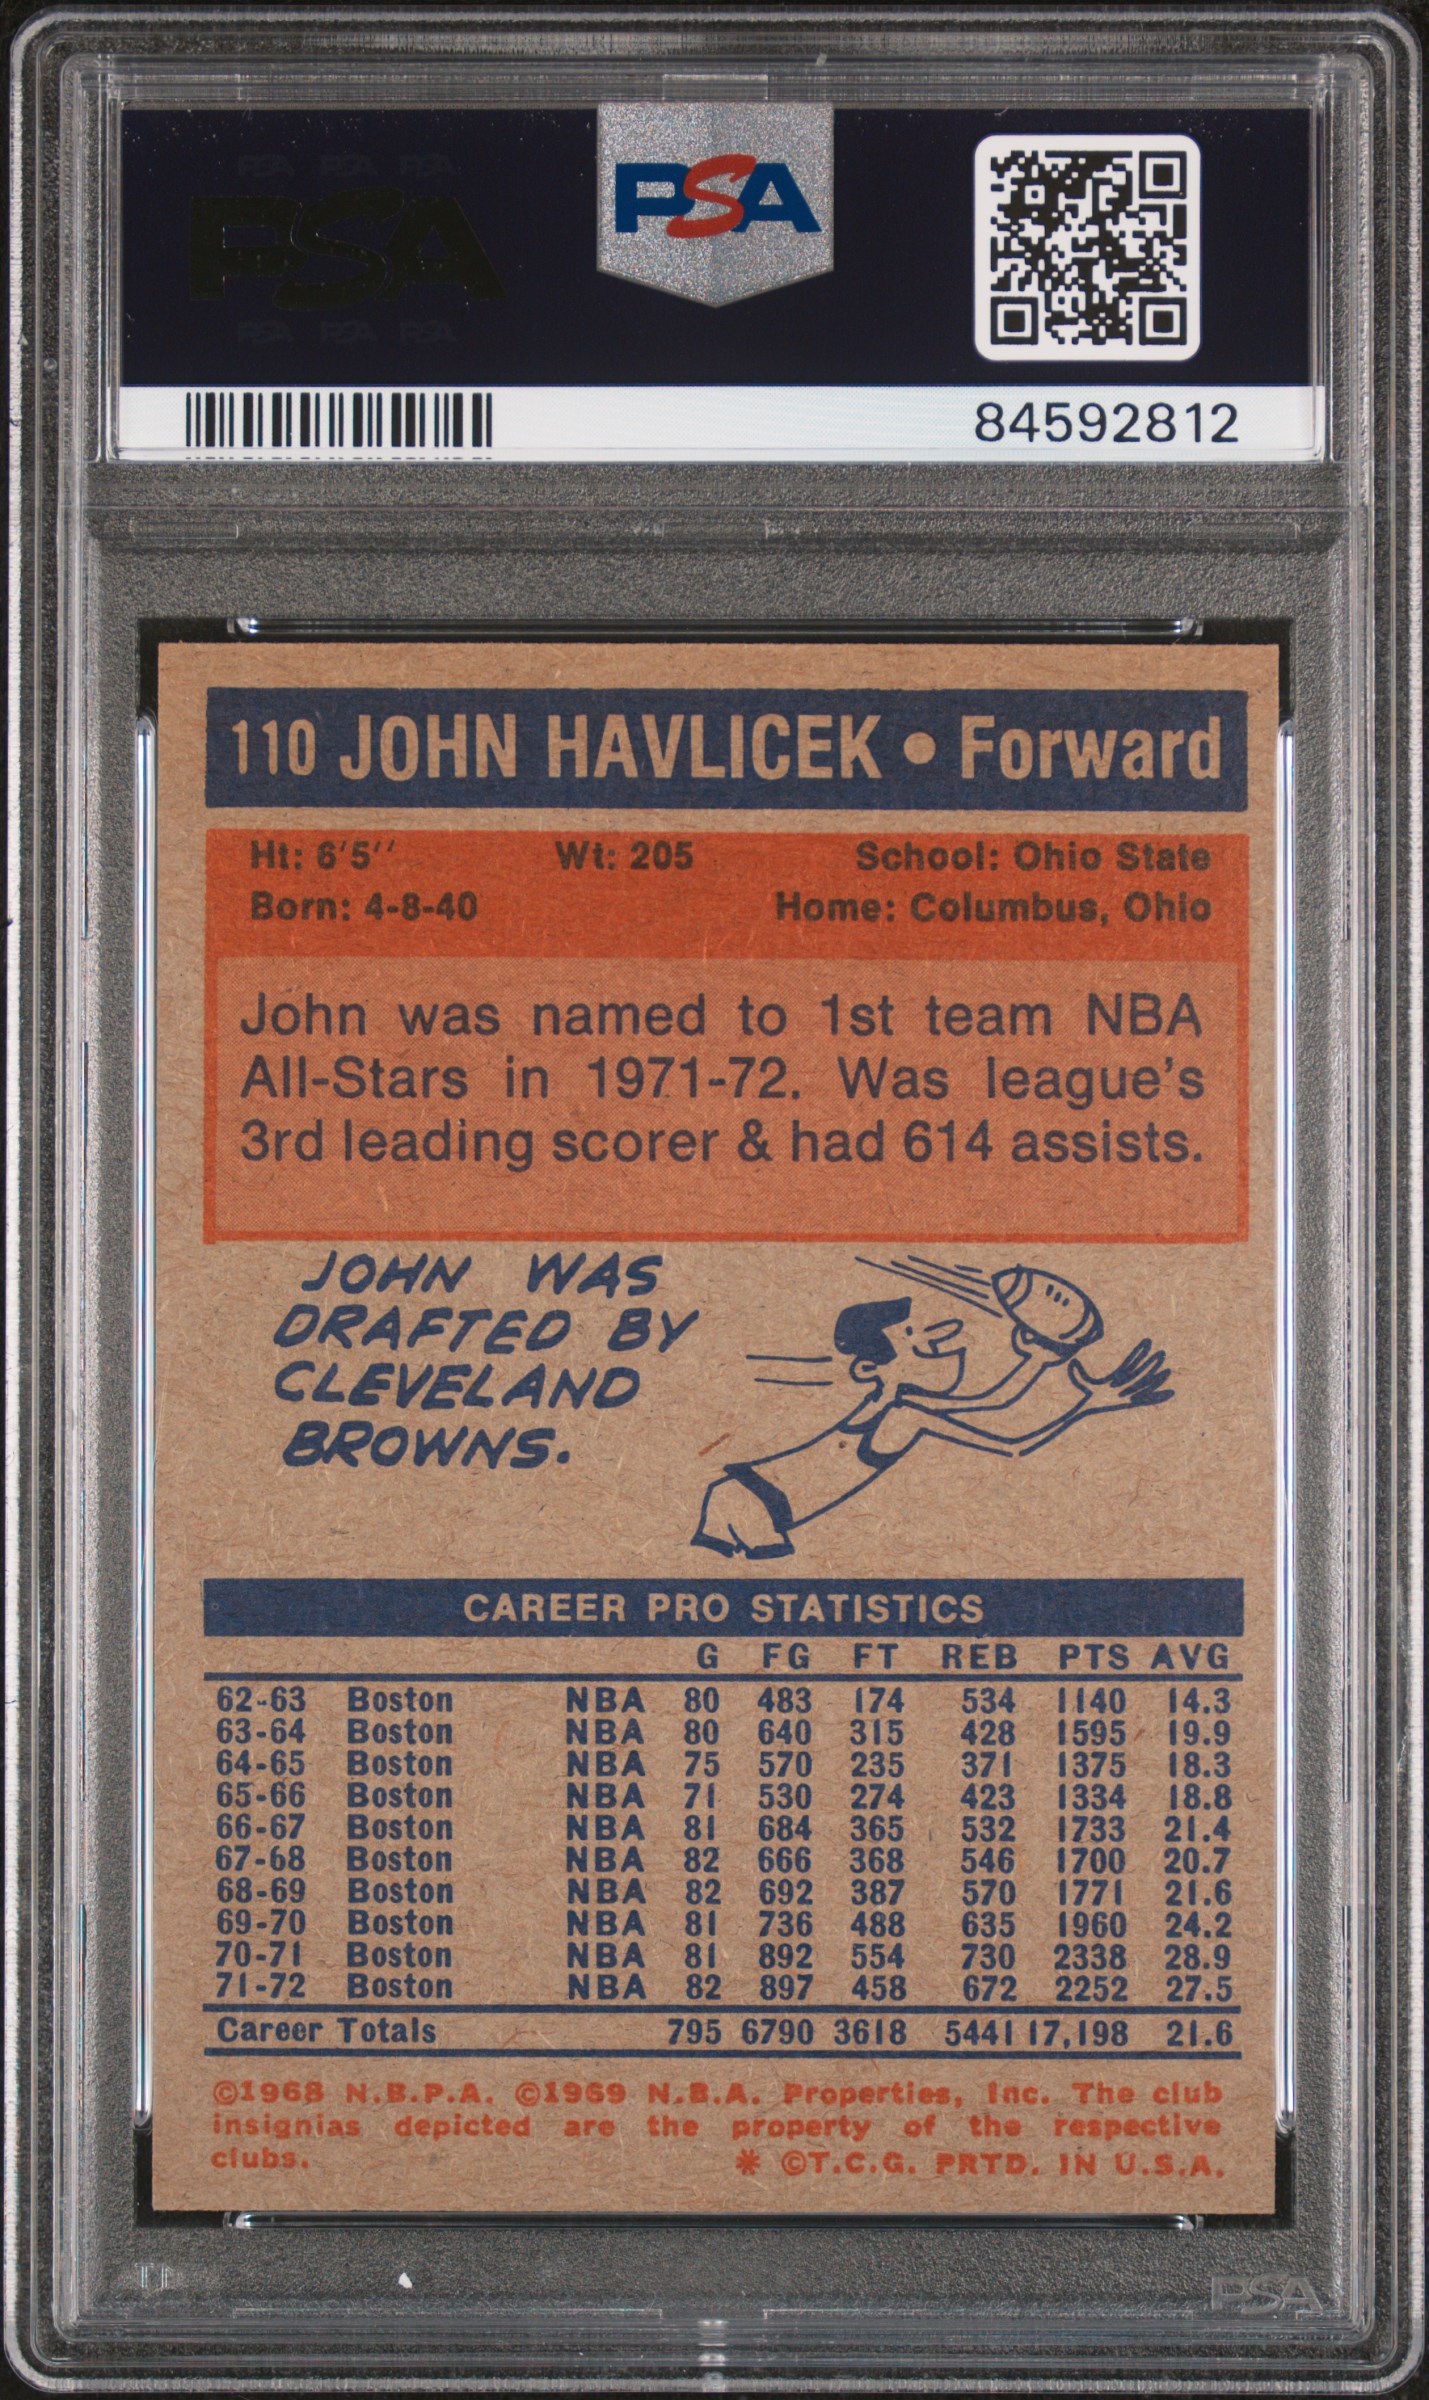 PSA PSA PSA
PSA
PSA PSA PSA
PSA
84592812
110 JOHN HAVLICEK • Forward
Ht: 6'5'' Wt: 205 School: Ohio State
Born: 4-8-40 Home: Columbus, Ohio
John was named to 1st team NBA
All-Stars in 1971-72. Was league's
3rd leading scorer & had 614 assists.
JOHN WAS
DRAFTED BY
CLEVELAND
BROWNS.
CAREER PRO STATISTICS
G FG FT REB PTS AVG
62-63 Boston NBA 80 483 174 534 1140 14.3
63-64 Boston NBA 80 640 315 428 1595 19.9
64-65 Boston NBA 75 570 235 371 1375 18.3
65-66 Boston NBA 71 530 274 423 1334 18.8
66-67 Boston NBA 81 684 365 532 1733 21.4
67-68 Boston NBA 82 666 368 546 1700 20.7
68-69 Boston NBA 82 692 387 570 1771 21.6
69-70 Boston NBA 81 736 488 635 1960 24.2
70-71 Boston NBA 81 892 554 730 2338 28.9
71-72 Boston NBA 82 897 458 672 2252 27.5
Career Totals 795 6790 3618 5441 17,198 21.6
©1968 N.B.P.A. ©1969 N.B.A. Properties, Inc. The club
insignias depicted are the property of the respective
clubs. * ©T.C.G. PRTD. IN U.S.A.
PSA